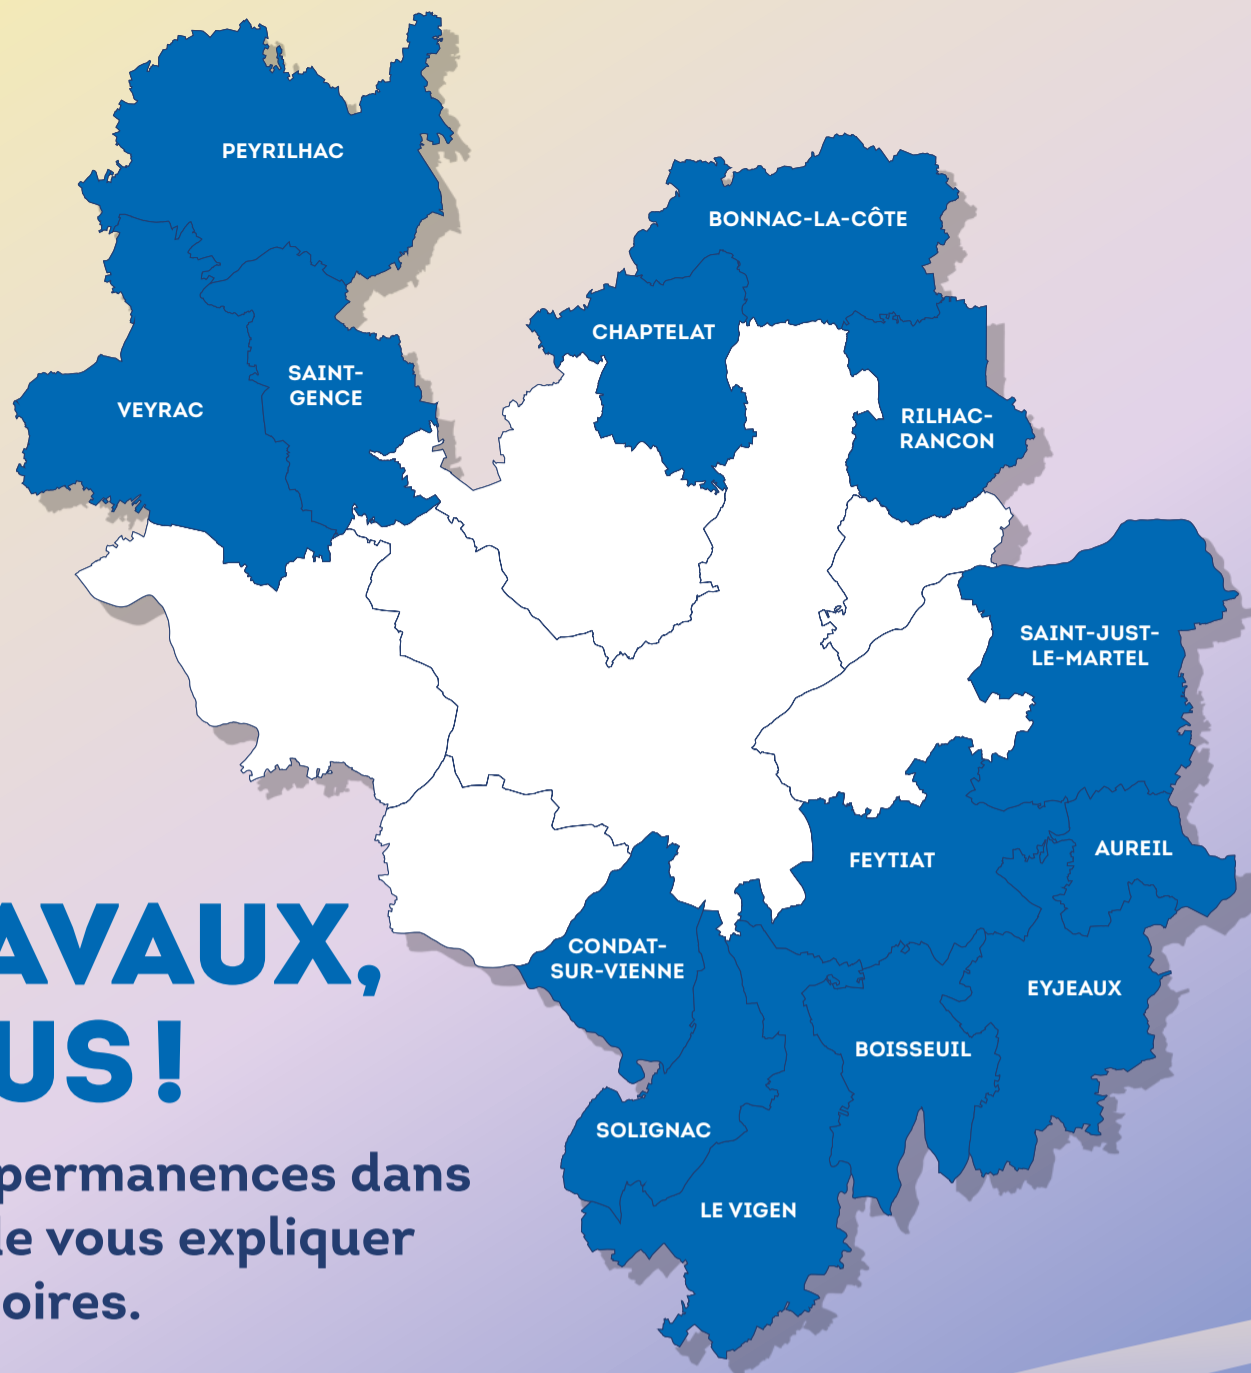 PEYRILHAC
BONNAC-LA-CÔTE
CHAPTELAT
SAINT-
GENCE
VEYRAC
RILHAC-
RANCON
SAINT-JUST-
LE-MARTEL
AUREIL
FEYTIAT
CONDAT-
SUR-VIENNE
EYJEAUX
BOISSEUIL
SOLIGNAC
LE VIGEN
AVAUX,
US !
permanences dans
le vous expliquer
oires.